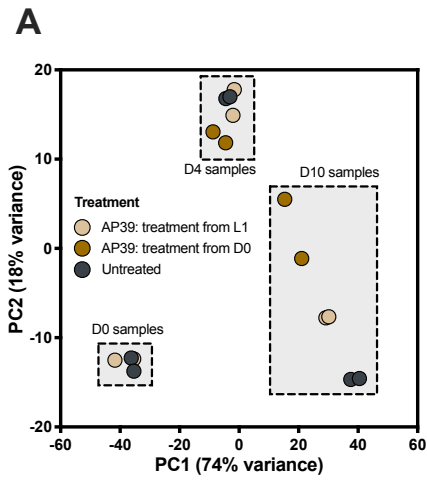 A
20
D4 samples
D10 samples
10
Treatment
AP39: treatment from L1
AP39: treatment from D0
Untreated
0
D0 samples
-10
-20
-60
-40
-20
0
20
40
60
PC2 (18% variance)
PC1 (74% variance)